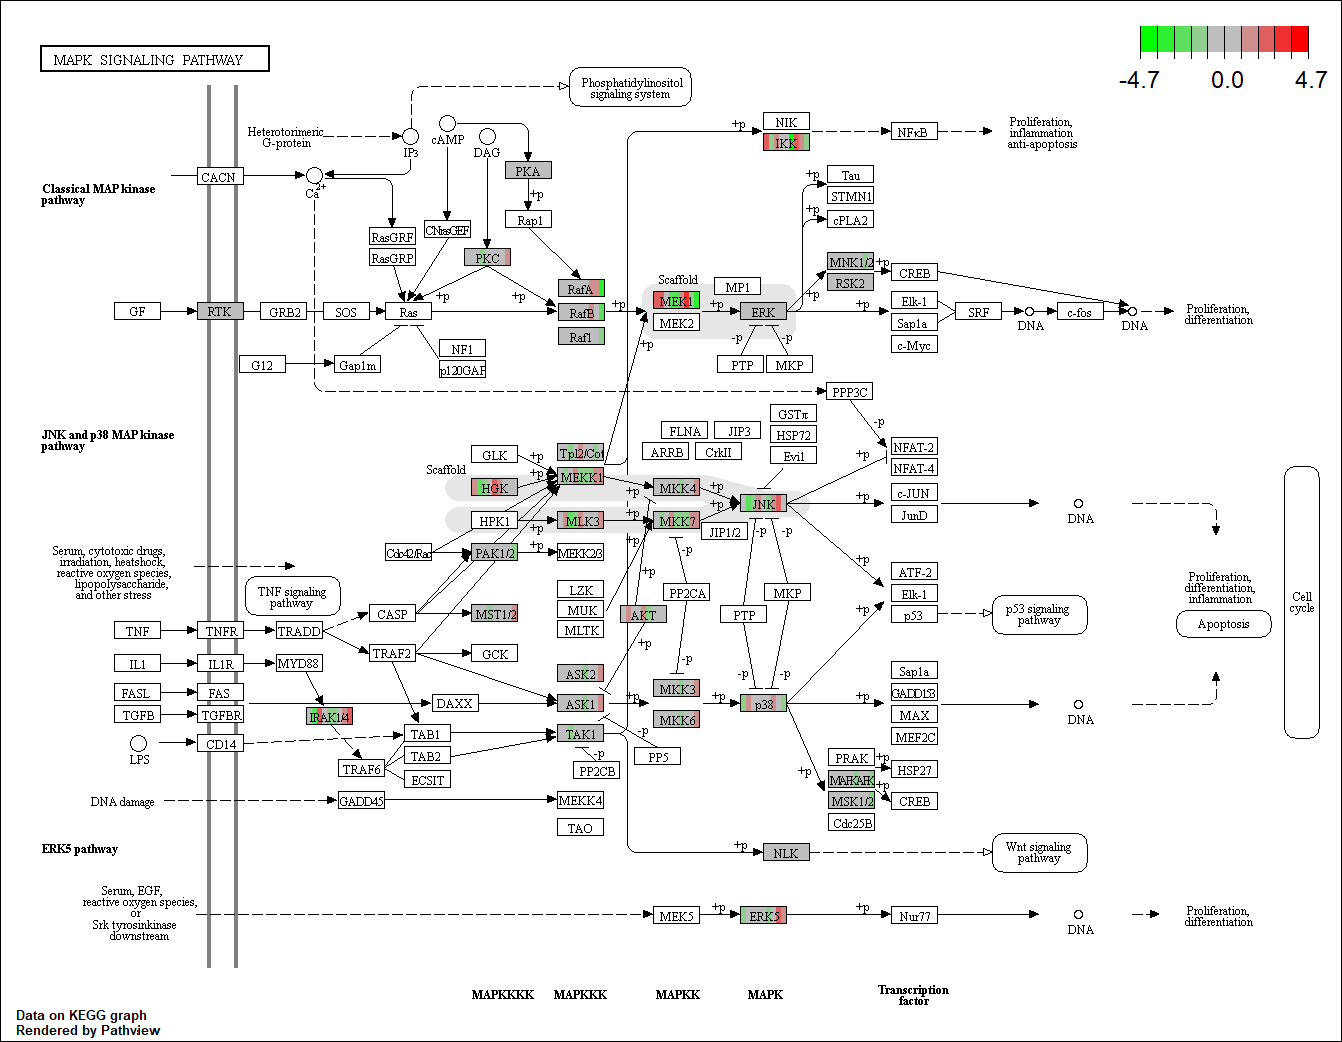 MAPK SIGNALING PATHWAY
-4.7 0.0 4.7
Phosphatidylinositol
signaling system
Heterotorimeric
G-protein
IP3
cAMP
DAG
PKA
+p
NIK
IKK
+p
NFκB
Proliferation,
inflammation
anti-apoptosis
CACN
Ca2+
Classical MAP kinase
pathway
Rap1
Tau
STMN1
cPLA2
+p
+p
RasGRF
RasGRP
CNrasGEF
PKC
MNK1/2
RSK2
+p
CREB
RafA
RafB
Raf1
Scaffold
MEK1
MEK2
MP1
ERK
GF
RTK
GRB2
SOS
Ras
+p
+p
+p
+p
+p
+p
+p
Elk-1
Sap1a
c-Myc
SRF
DNA
c-fos
DNA
Proliferation,
differentiation
-p
-p
PTP
MKP
G12
Gap1m
NF1
p120GAP
PPP3C
-p
JNK and p38 MAP kinase
pathway
GLK
+p
Tpl2/Cot
FLNA
JIP3
ARRB
CrkII
GSTπ
HSP72
Evi1
NFAT-2
NFAT-4
+p
Scaffold
HGK
+p
MEKK1
+p
MKK4
+p
JNK
+p
c-JUN
JunD
DNA
HPK1
+p
MLK3
+p
MKK7
+p
JIP1/2
Cdc42/Rac
PAK1/2
+p
MEKK2/3
+p
-p
-p
-p
+p
ATF-2
Elk-1
p53
Serum, cytotoxic drugs,
irradiation, heatshock,
reactive oxygen species,
lipopolysaccharide,
and other stress
TNF signaling
pathway
LZK
MUK
MLTK
+p
AKT
PP2CA
PTP
MKP
+p
p53 signaling
pathway
Proliferation,
differentiation,
inflammation
Apoptosis
Cell
cycle
CASP
MST1/2
TNF
TNFR
TRADD
TRAF2
GCK
+p
IL1
IL1R
MYD88
ASK2
-p
-p
-p
MKK3
Sap1a
GADD153
MAX
MEF2C
FASL
FAS
DAXX
ASK1
+p
+p
p38
+p
DNA
TGFB
TGFBR
IRAK1/4
MKK6
LPS
CD14
TAB1
TAK1
-p
PP5
TAB2
-p
PP2CB
TRAF6
ECSIT
+p
PRAK
MAPKAPK
MSK1/2
Cdc25B
+p
+p
HSP27
CREB
DNA damage
GADD45
MEKK4
TAO
ERK5 pathway
+p
NLK
Wnt signaling
pathway
Serum, EGF,
reactive oxygen species,
or
Srk tyrosinkinase
downstream
MEK5
+p
ERK5
+p
Nur77
DNA
Proliferation,
differentiation
MAPKKKK
MAPKKK
MAPKK
MAPK
Transcription
factor
Data on KEGG graph
Rendered by Pathview